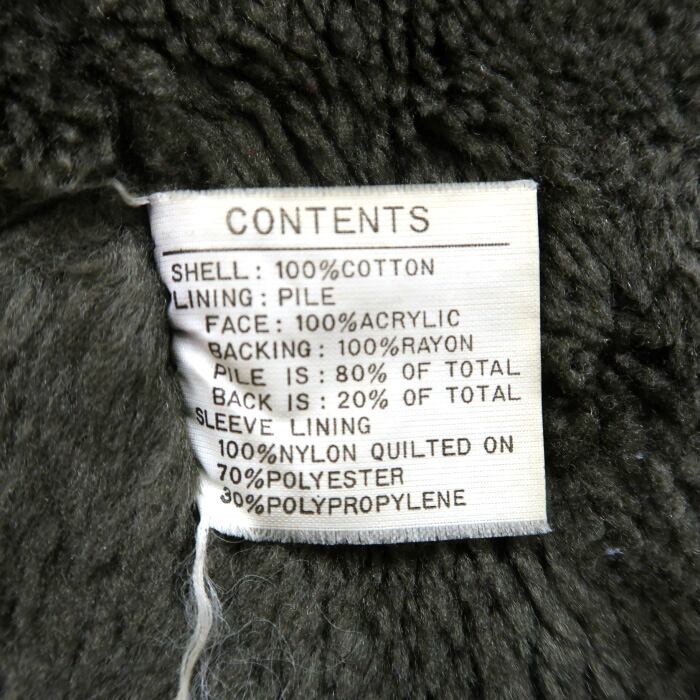 CONTENTS
SHELL: 100%COTTON
LINING: PILE
FACE: 100%ACRYLIC
BACKING: 100%RAYON
PILE IS: 80% OF TOTAL
BACK IS: 20% OF TOTAL
SLEEVE LINING
100%NYLON QUILTED ON
70%POLYESTER
30%POLYPROPYLENE